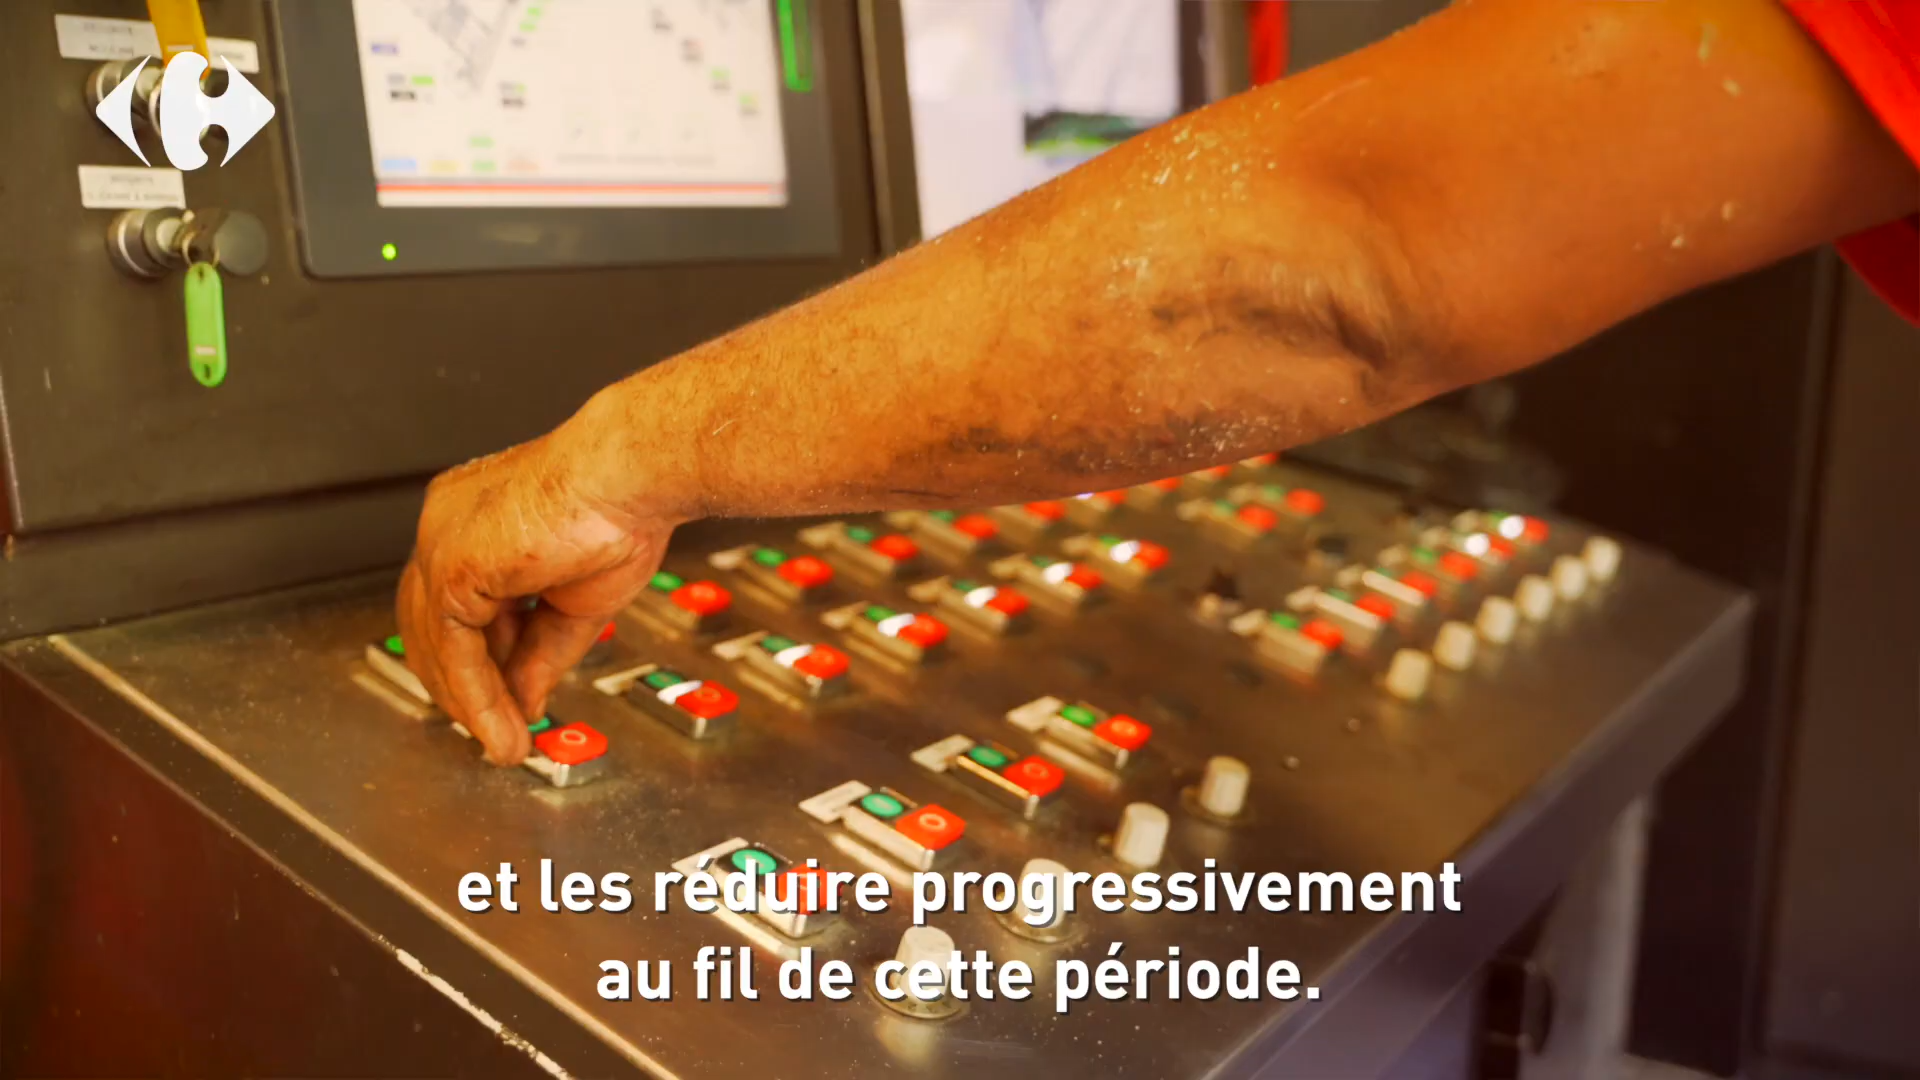 et les réduire progressivement
au fil de cette période.